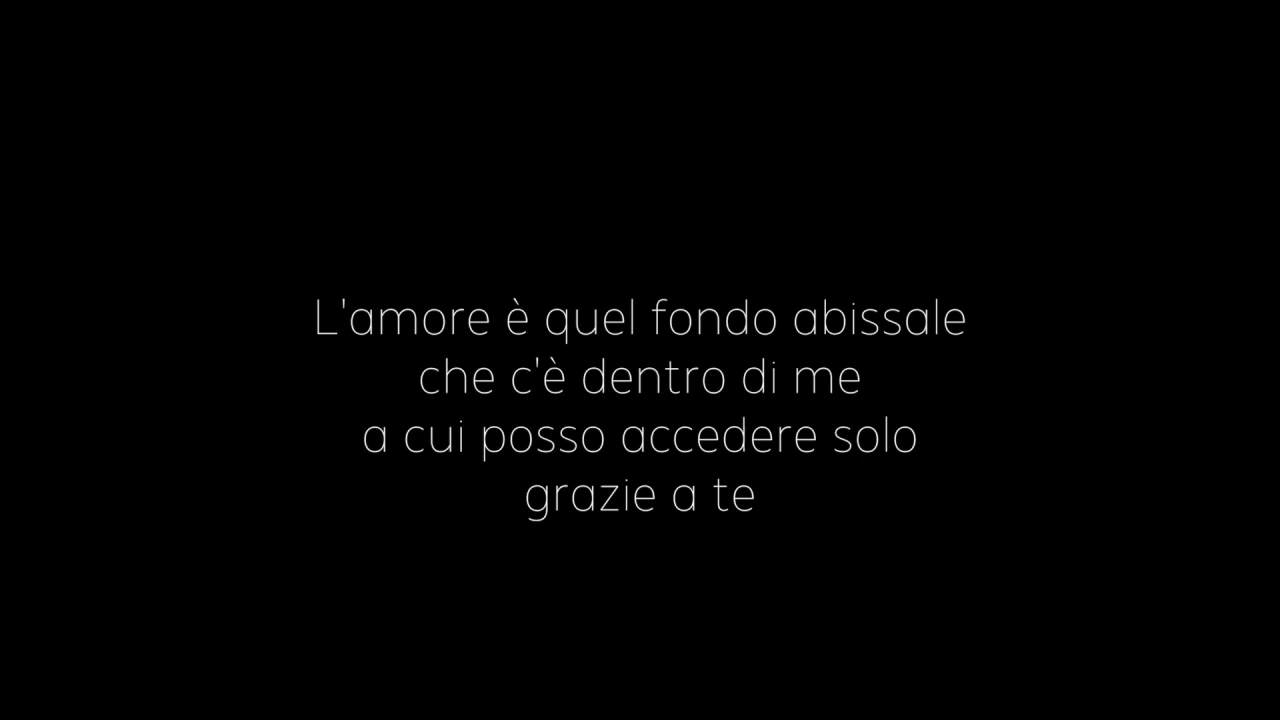 L'amore è quel fondo abissale
che c'è dentro di me
a cui posso accedere solo
grazie a te